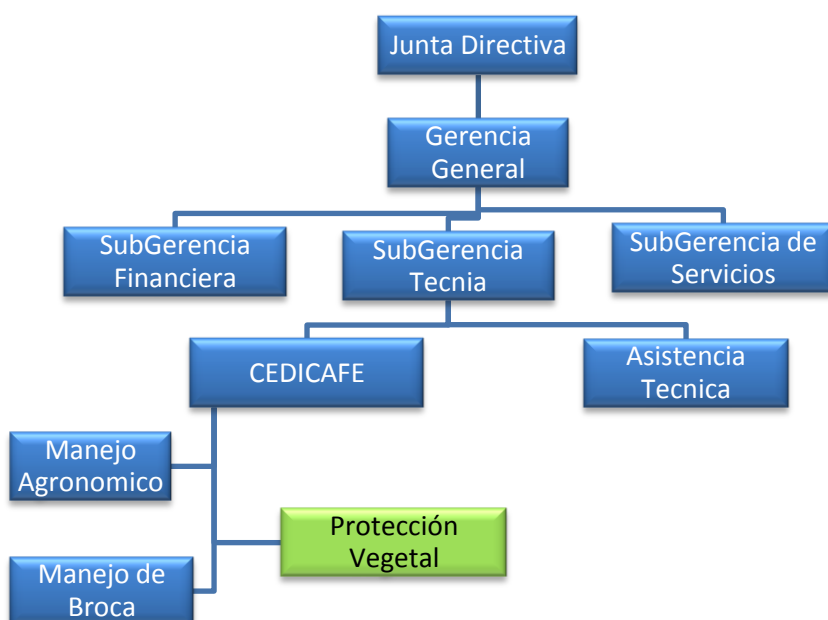 Junta Directiva
Gerencia
General
SubGerencia
Financiera
SubGerencia
Tecnia
SubGerencia de
Servicios
CEDICAFE
Asistencia
Tecnica
Manejo
Agronomico
Protección
Vegetal
Manejo de
Broca